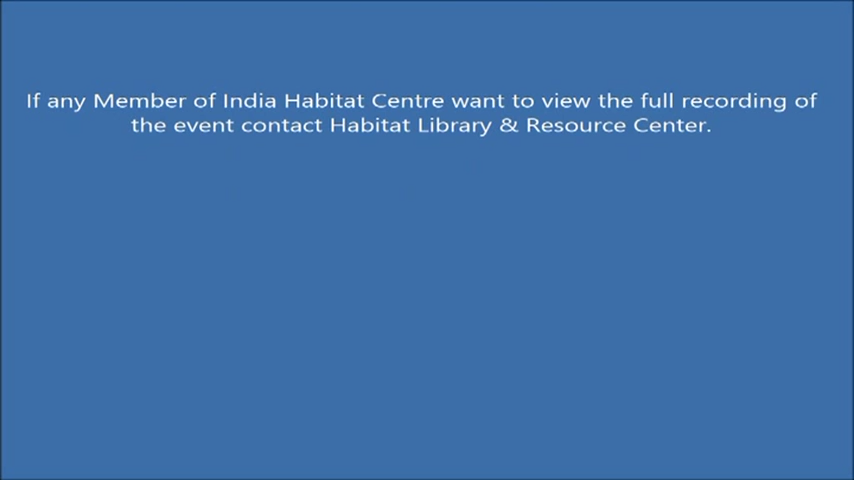 If any Member of India Habitat Centre want to view the full recording of
the event contact Habitat Library & Resource Center.